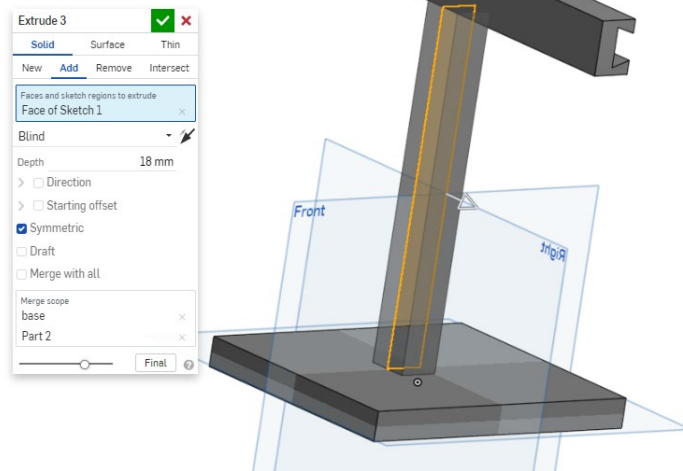 Extrude 3
Solid Surface Thin
New Add Remove Intersect
Faces and sketch regions to extrude
Face of Sketch 1
Blind
Depth 18 mm
Direction
Starting offset
Symmetric
Draft
Merge with all
Merge scope
base
Part 2
Final
Front
Right